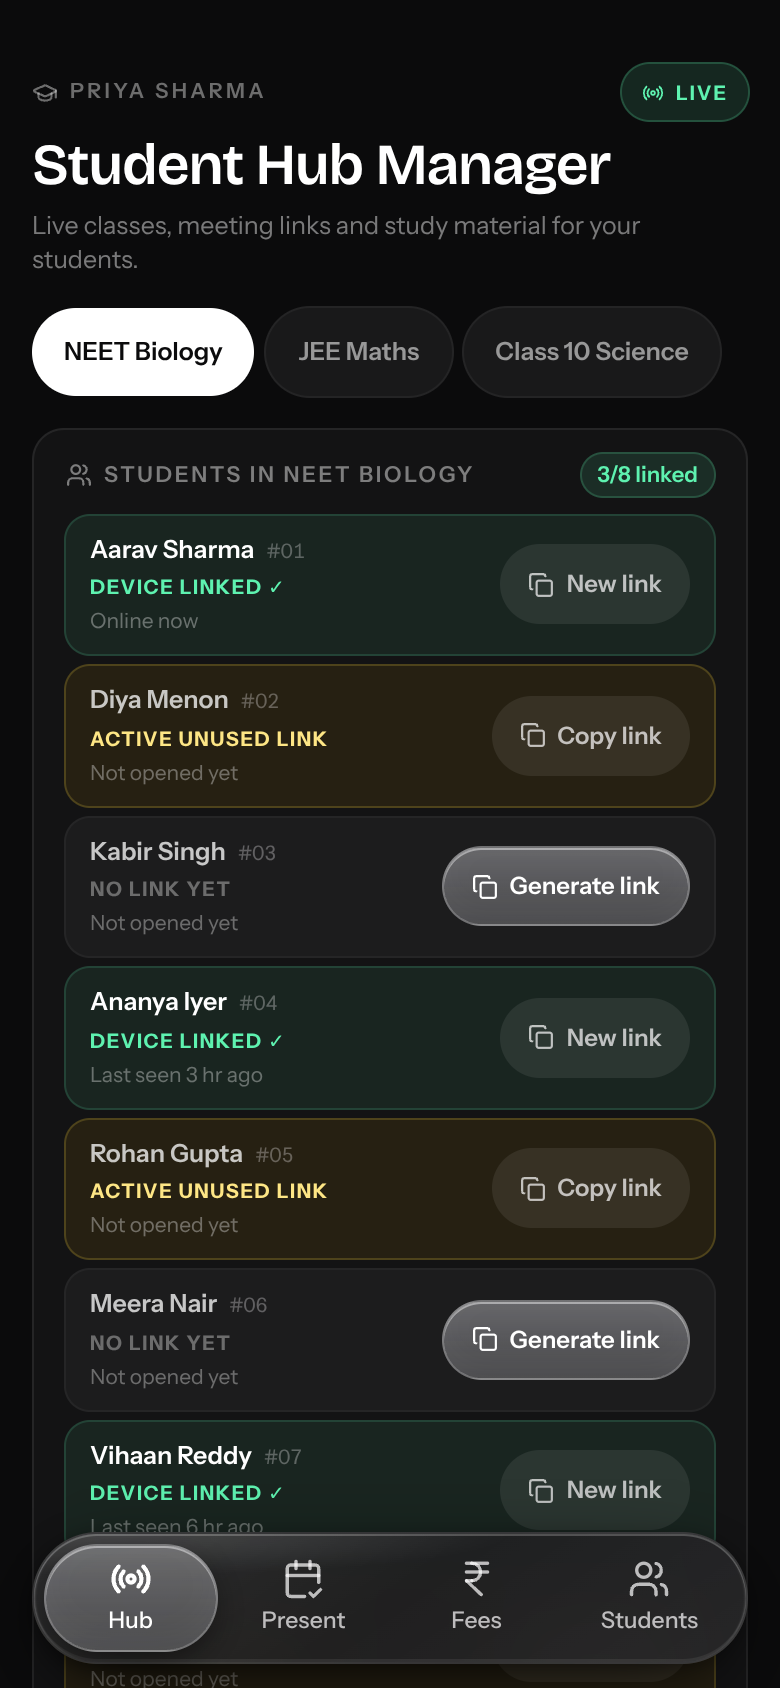 PRIYA SHARMA
LIVE
Student Hub Manager
Live classes, meeting links and study material for your
students.
NEET Biology
JEE Maths
Class 10 Science
STUDENTS IN NEET BIOLOGY
3/8 linked
Aarav Sharma #01
DEVICE LINKED ✓
Online now
New link
Diya Menon #02
ACTIVE UNUSED LINK
Not opened yet
Copy link
Kabir Singh #03
NO LINK YET
Not opened yet
Generate link
Ananya Iyer #04
DEVICE LINKED ✓
Last seen 3 hr ago
New link
Rohan Gupta #05
ACTIVE UNUSED LINK
Not opened yet
Copy link
Meera Nair #06
NO LINK YET
Not opened yet
Generate link
Vihaan Reddy #07
DEVICE LINKED ✓
Last seen 6 hr ago
New link
Hub
Present
₹
Fees
Students
Not opened yet